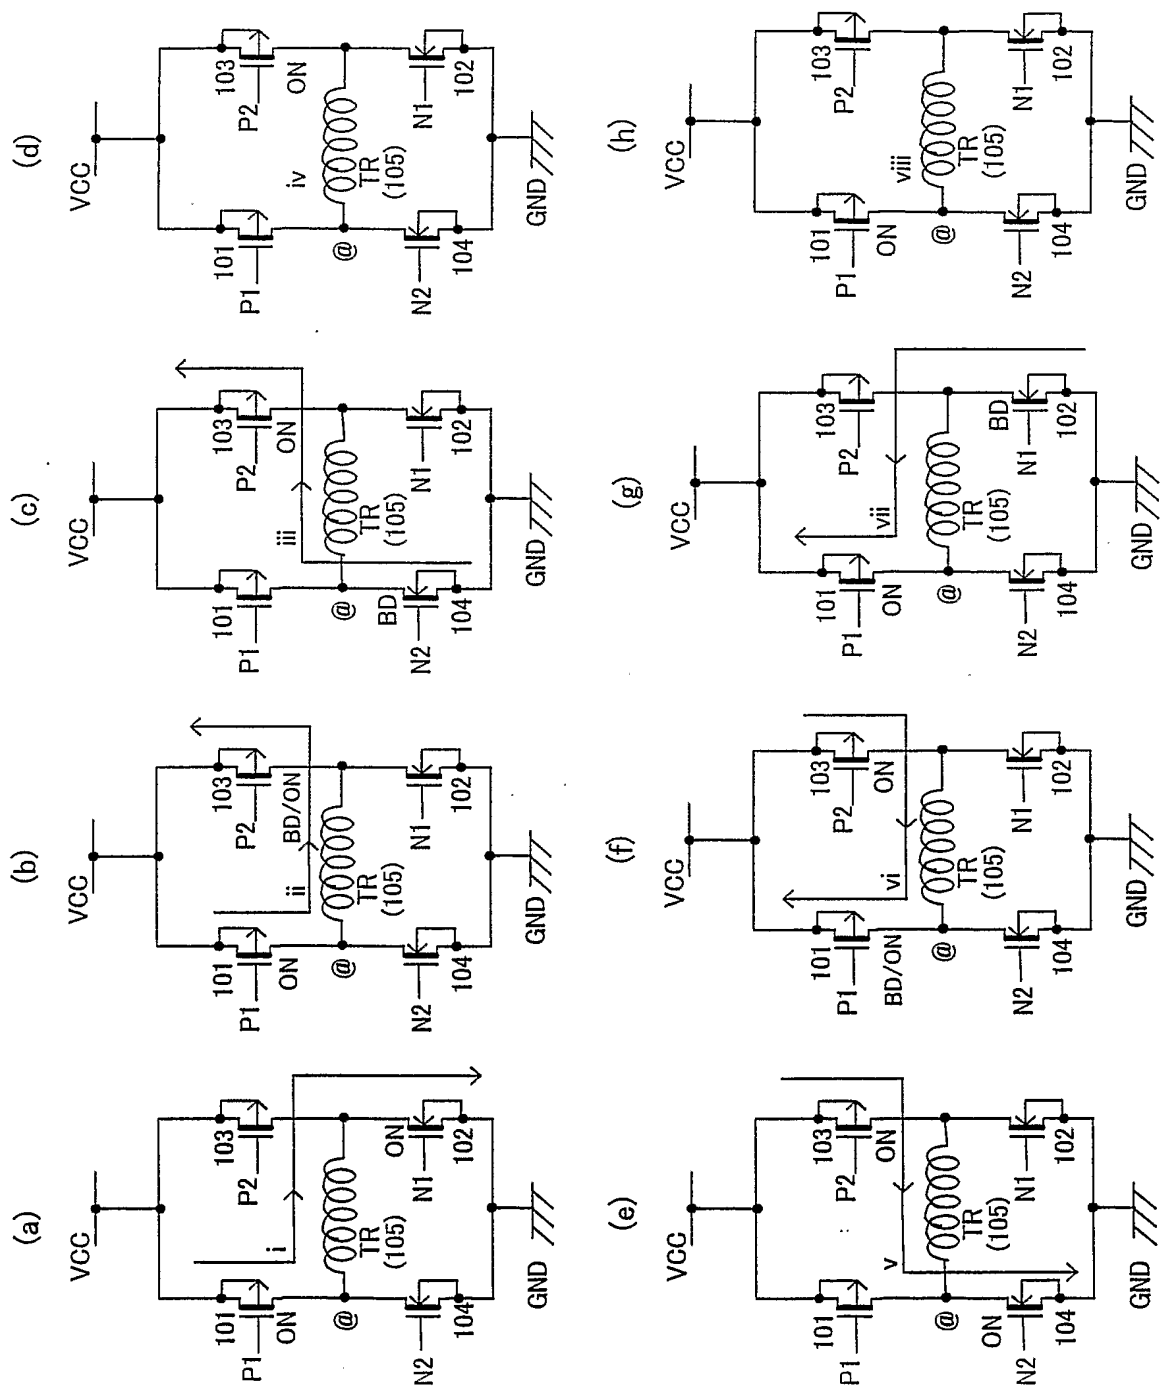 (a)
VCC
101
P1
ON
103
P2
i
@
TR
(105)
ON
N1
102
N2
104
GND
(b)
VCC
101
P1
ON
103
P2
BD/ON
ii
@
TR
(105)
N1
102
N2
104
GND
(c)
VCC
101
P1
103
P2
ON
iii
@
TR
(105)
BD
N1
102
N2
104
GND
(d)
VCC
101
P1
103
P2
ON
iv
@
TR
(105)
N1
102
N2
104
GND
(e)
VCC
101
P1
103
P2
ON
v
@
TR
(105)
ON
N1
102
N2
104
GND
(f)
VCC
101
P1
BD/ON
103
P2
ON
vi
@
TR
(105)
N1
102
N2
104
GND
(g)
VCC
101
P1
ON
103
P2
vii
@
TR
(105)
BD
N1
102
N2
104
GND
(h)
VCC
101
P1
ON
103
P2
viii
@
TR
(105)
N1
102
N2
104
GND